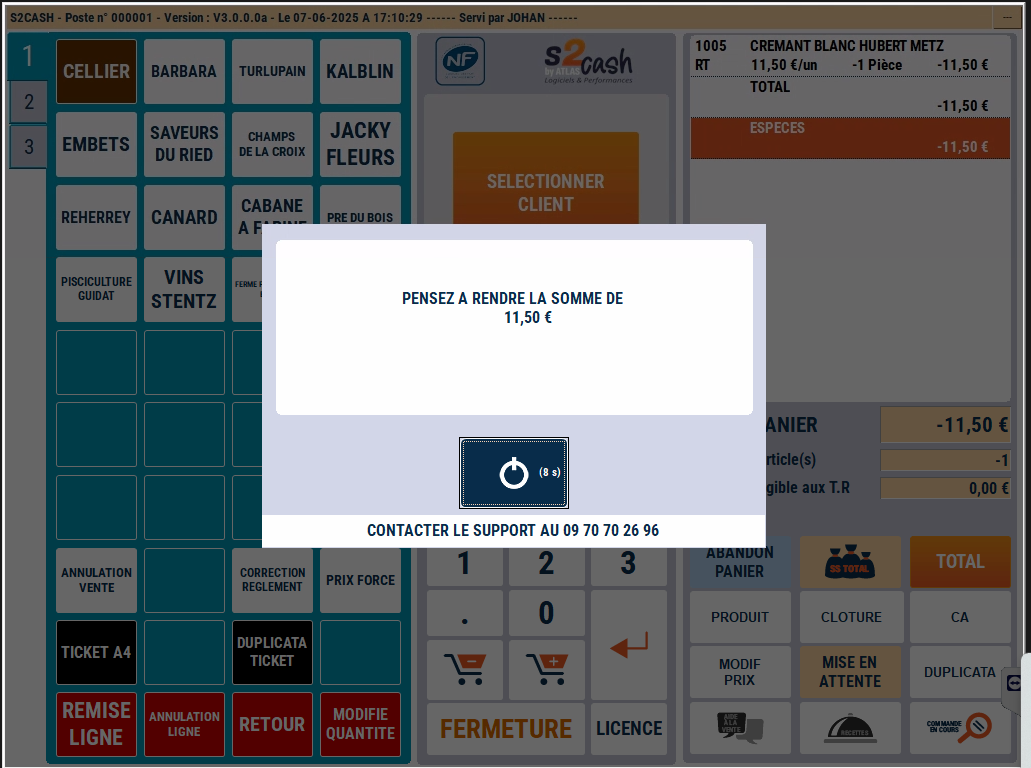 S2CASH - Poste n° 000001 - Version : V3.0.0.0a - Le 07-06-2025 A 17:10:29 ------ Servi par JOHAN ------
1
2
3
CELLIER
BARBARA
TURLUPAIN
KALBLIN
EMBETS
SAVEURS
DU RIED
CHAMPS
DE LA CROIX
JACKY
FLEURS
REHERREY
CANARD
CABANE
A FARINE
PRE DU BOIS
PISCICULTURE
GUIDAT
VINS
STENTZ
FERME
ANNULATION
VENTE
CORRECTION
REGLEMENT
PRIX FORCE
TICKET A4
DUPLICATA
TICKET
REMISE
LIGNE
ANNULATION
LIGNE
RETOUR
MODIFIE
QUANTITE
NF
S2cash
by ATLAS
Logiciels & Performances
SELECTIONNER
CLIENT
PENSEZ A RENDRE LA SOMME DE
11,50 €
(8 s)
CONTACTER LE SUPPORT AU 09 70 70 26 96
1
2
3
.
0
FERMETURE
LICENCE
1005 CREMANT BLANC HUBERT METZ
RT 11,50 €/un -1 Pièce -11,50 €
TOTAL
-11,50 €
ESPECES
-11,50 €
ANIER -11,50 €
rticle(s) -1
gible aux T.R 0,00 €
ABANDON
PANIER
SS TOTAL
TOTAL
PRODUIT
CLOTURE
CA
MODIF
PRIX
MISE EN
ATTENTE
DUPLICATA
AIDE
A LA
VENTE
RECETTES
COMMANDE
EN COURS